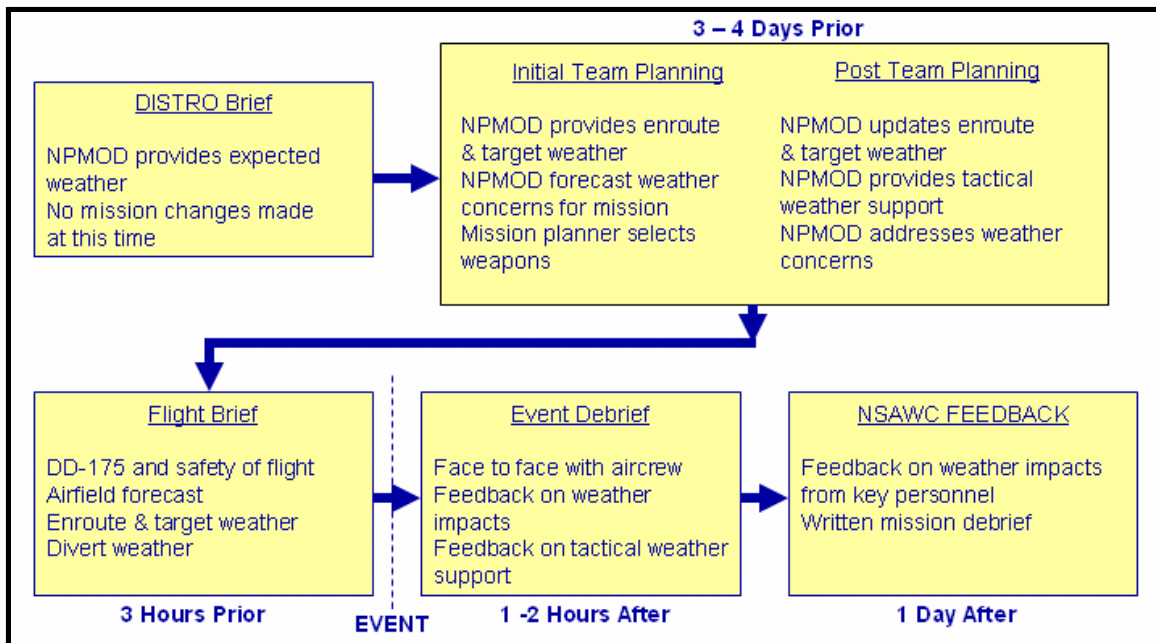 3 – 4 Days Prior
DISTRO Brief
NPMOD provides expected
weather
No mission changes made
at this time
Initial Team Planning
NPMOD provides enroute
& target weather
NPMOD forecast weather
concerns for mission
Mission planner selects
weapons
Post Team Planning
NPMOD updates enroute
& target weather
NPMOD provides tactical
weather support
NPMOD addresses weather
concerns
Flight Brief
DD-175 and safety of flight
Airfield forecast
Enroute & target weather
Divert weather
3 Hours Prior
EVENT
Event Debrief
Face to face with aircrew
Feedback on weather
impacts
Feedback on tactical weather
support
1 -2 Hours After
NSAWC FEEDBACK
Feedback on weather impacts
from key personnel
Written mission debrief
1 Day After